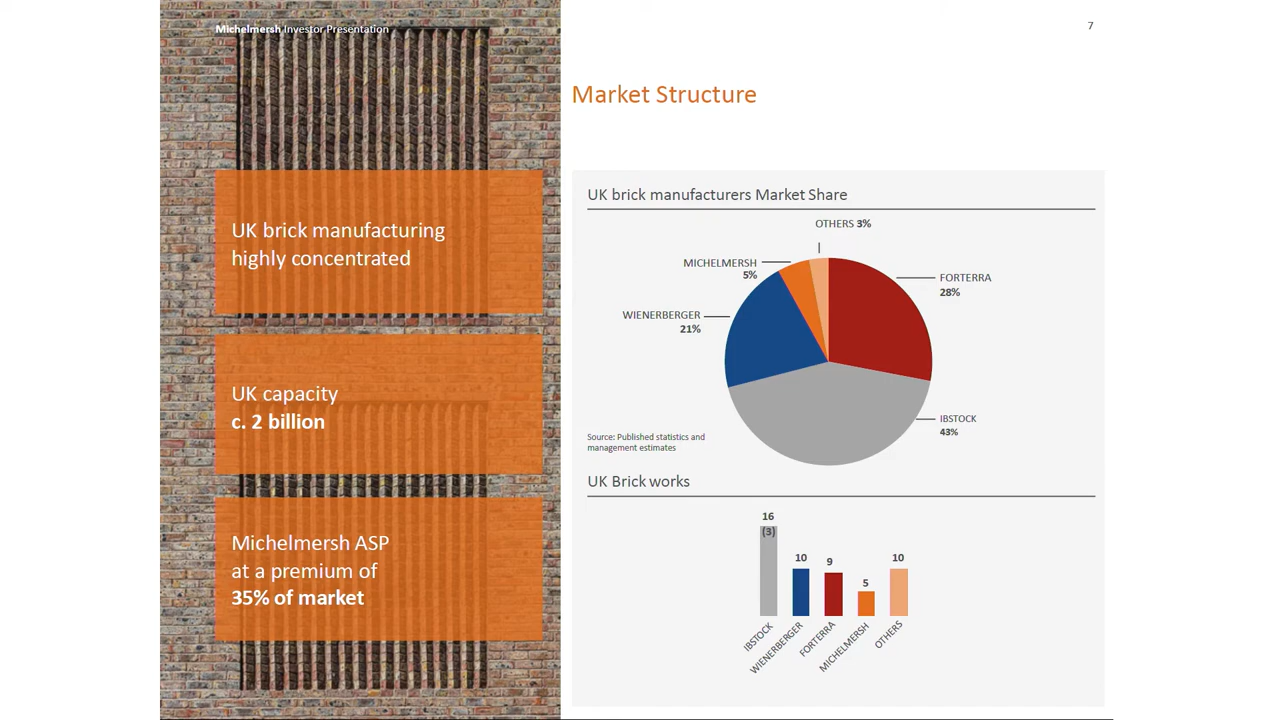 Michelmersh Investor Presentation
7
Market Structure
UK brick manufacturing
highly concentrated
UK capacity
c. 2 billion
Michelmersh ASP
at a premium of
35% of market
UK brick manufacturers Market Share
OTHERS 3%
MICHELMERSH
5%
FORTERRA
28%
WIENERBERGER
21%
IBSTOCK
43%
Source: Published statistics and
management estimates
UK Brick works
16
(3)
10
9
5
10
IBSTOCK
WIENERBERGER
FORTERRA
MICHELMERSH
OTHERS